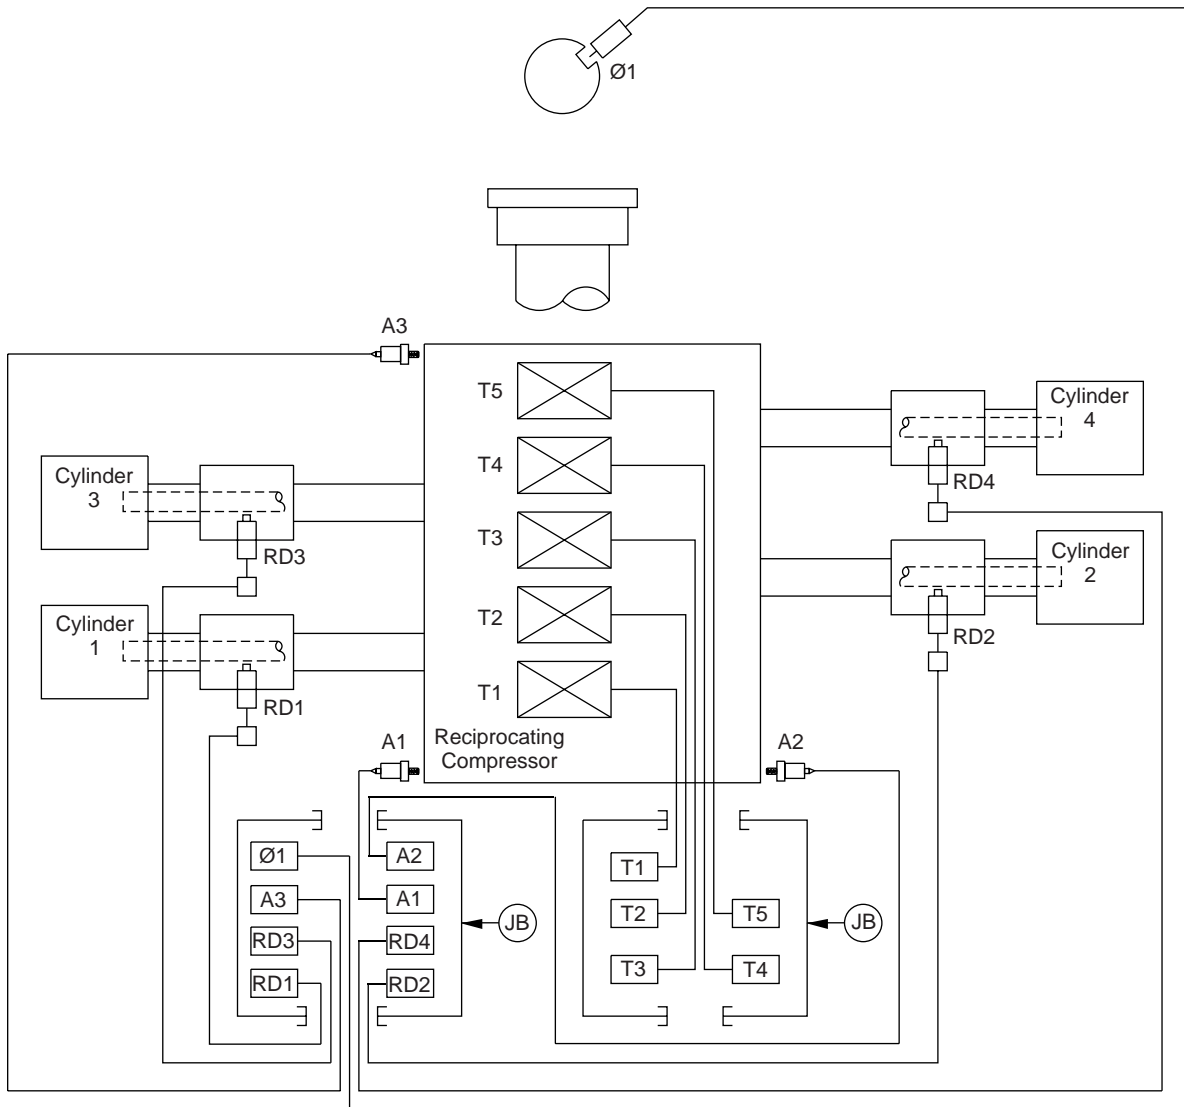 Ø1
A3
T5
Cylinder
4
T4
Cylinder
3
RD4
T3
RD3
Cylinder
2
T2
Cylinder
1
RD2
T1
RD1
A1
Reciprocating
Compressor
A2
Ø1
A2
T1
A3
A1
T2
T5
JB
JB
RD3
RD4
RD1
RD2
T3
T4